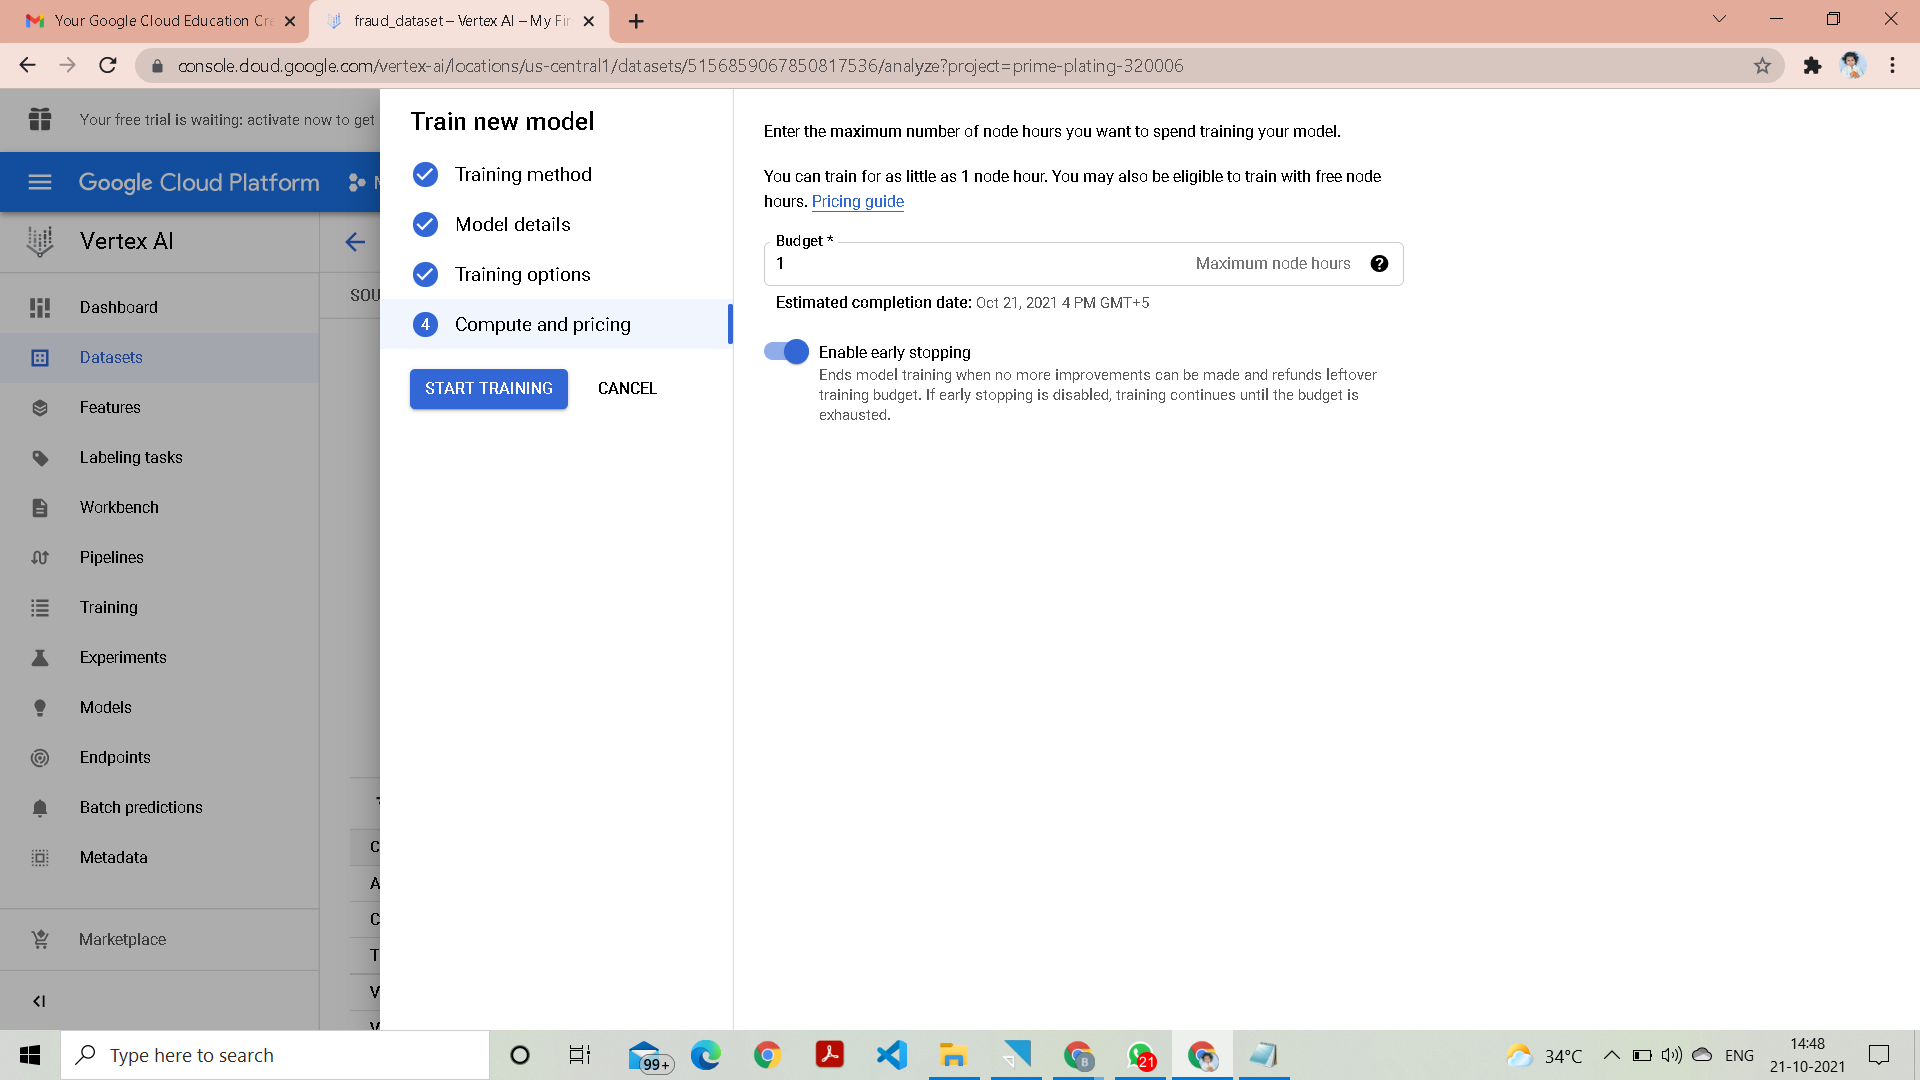 Your Google Cloud Education Cre
fraud_dataset – Vertex AI – My Fir
console.cloud.google.com/vertex-ai/locations/us-central1/datasets/5156859067850817536/analyze?project=prime-plating-320006
Your free trial is waiting: activate now to get
Google Cloud Platform
Vertex AI
SOU
Dashboard
Datasets
Features
Labeling tasks
Workbench
Pipelines
Training
Experiments
Models
Endpoints
Batch predictions
Metadata
Marketplace
C
A
C
T
V
V
Train new model
Training method
Model details
Training options
4 Compute and pricing
START TRAINING
CANCEL
Enter the maximum number of node hours you want to spend training your model.
You can train for as little as 1 node hour. You may also be eligible to train with free node
hours. Pricing guide
Budget *
1
Maximum node hours
Estimated completion date: Oct 21, 2021 4 PM GMT+5
Enable early stopping
Ends model training when no more improvements can be made and refunds leftover
training budget. If early stopping is disabled, training continues until the budget is
exhausted.
Type here to search
99+
B
21
34°C
ENG
14:48
21-10-2021